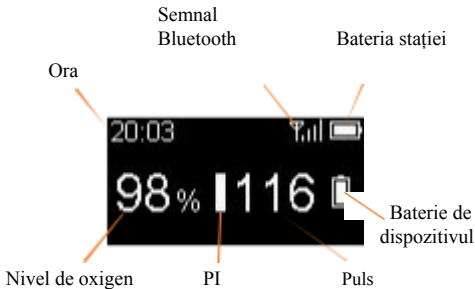 Semnal
Bluetooth
Bateria stației
Ora
20:03
98% 116
Baterie de
dispozitivul
Nivel de oxigen
PI
Puls